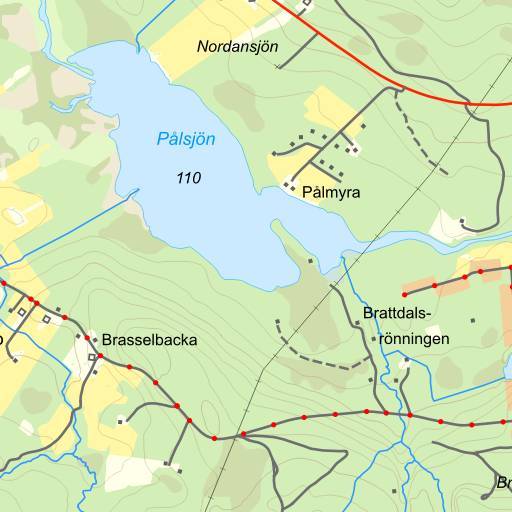 Nordansjön
Pålsjön
110
Pålmyra
Brattdals-
rönningen
Brasselbacka